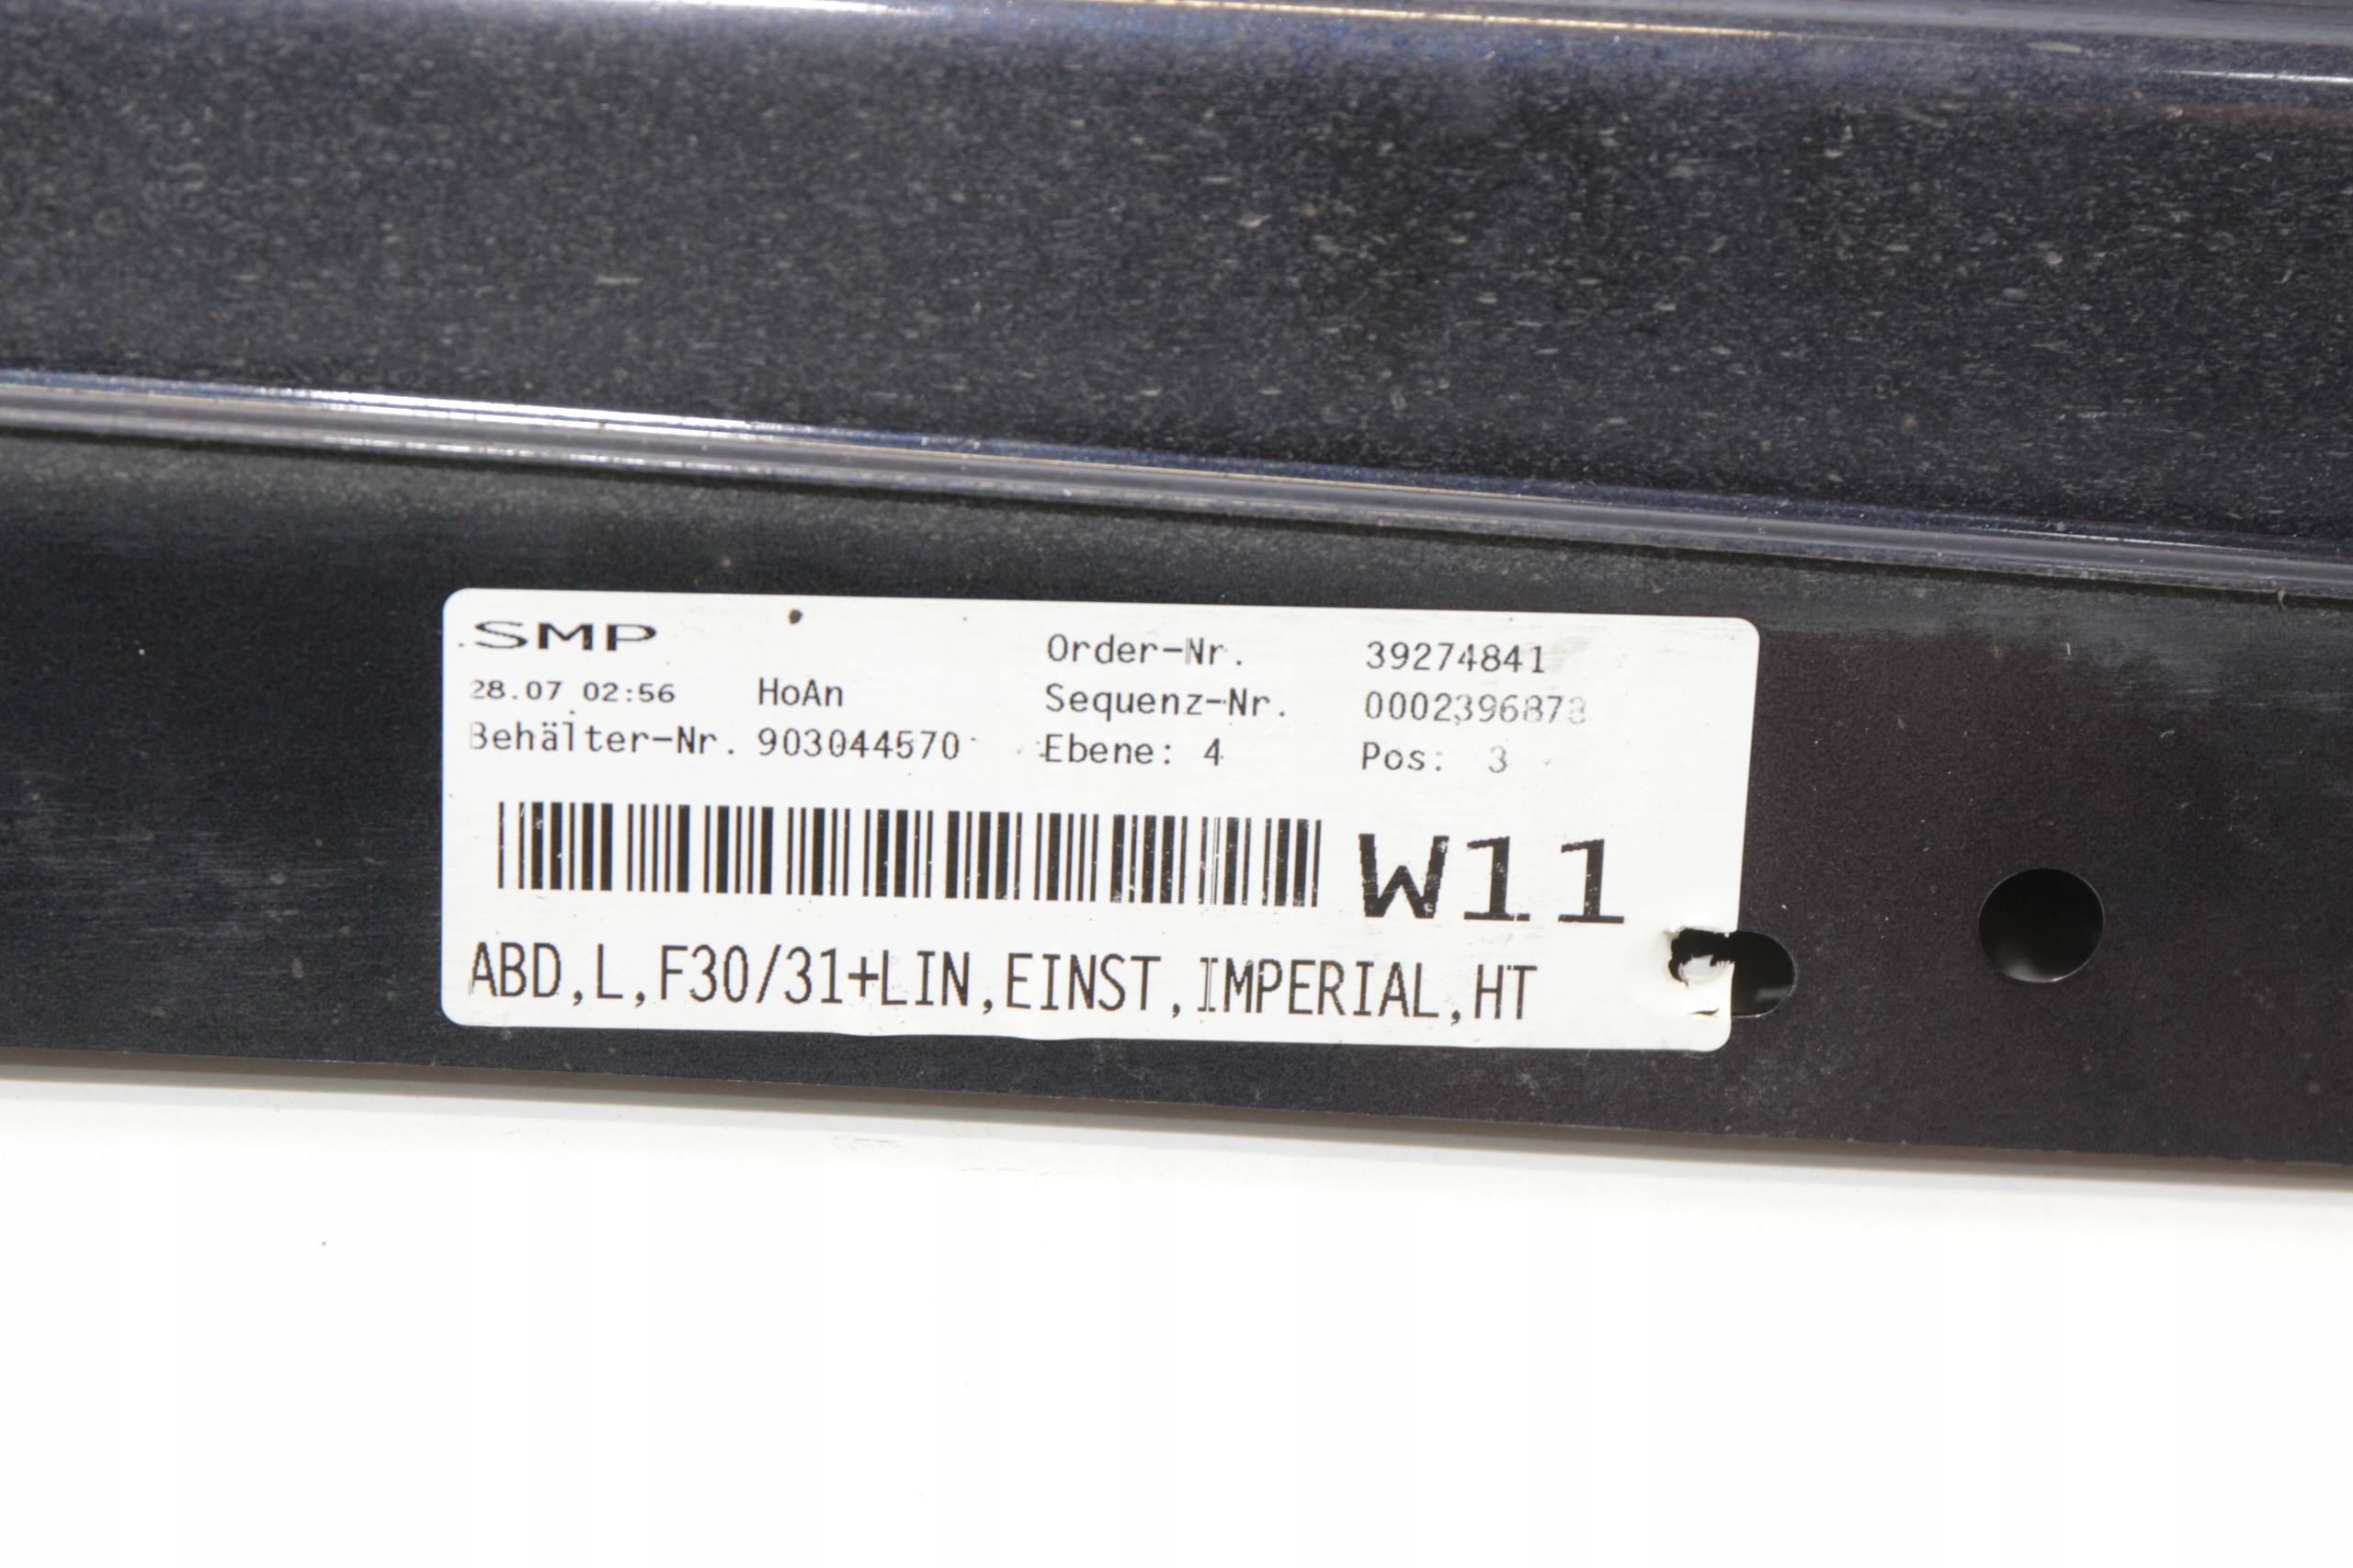 SMP
Order-Nr. 39274841
28.07 02:56 HoAn Sequenz-Nr. 0002396873
Behälter-Nr. 903044570 Ebene: 4 Pos: 3
W11
ABD,L,F30/31+LIN,EINST,IMPERIAL,HT